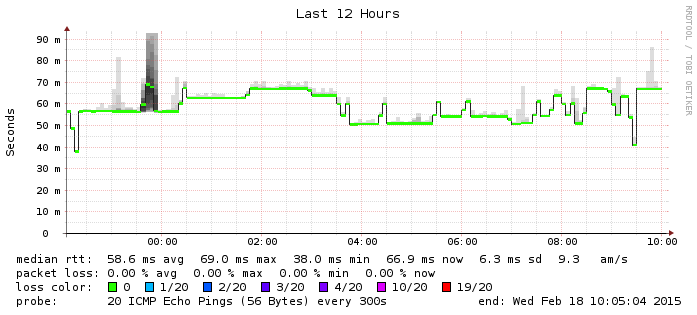 Last 12 Hours
RRDTOOL / TOBI OETIKER
Seconds
90 m
80 m
70 m
60 m
50 m
40 m
30 m
20 m
10 m
0
00:00 02:00 04:00 06:00 08:00 10:00
median rtt: 58.6 ms avg 69.0 ms max 38.0 ms min 66.9 ms now 6.3 ms sd 9.3 am/s
packet loss: 0.00 % avg 0.00 % max 0.00 % min 0.00 % now
loss color: 0 1/20 2/20 3/20 4/20 10/20 19/20
probe: 20 ICMP Echo Pings (56 Bytes) every 300s end: Wed Feb 18 10:05:04 2015